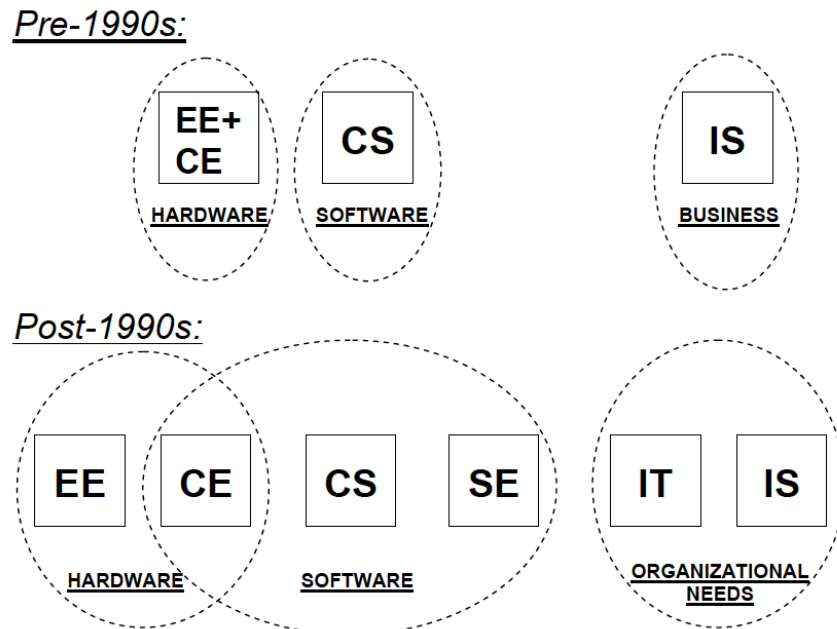 Pre-1990s:
EE+
CE
CS
IS
HARDWARE
SOFTWARE
BUSINESS
Post-1990s:
EE
CE
CS
SE
IT
IS
HARDWARE
SOFTWARE
ORGANIZATIONAL
NEEDS